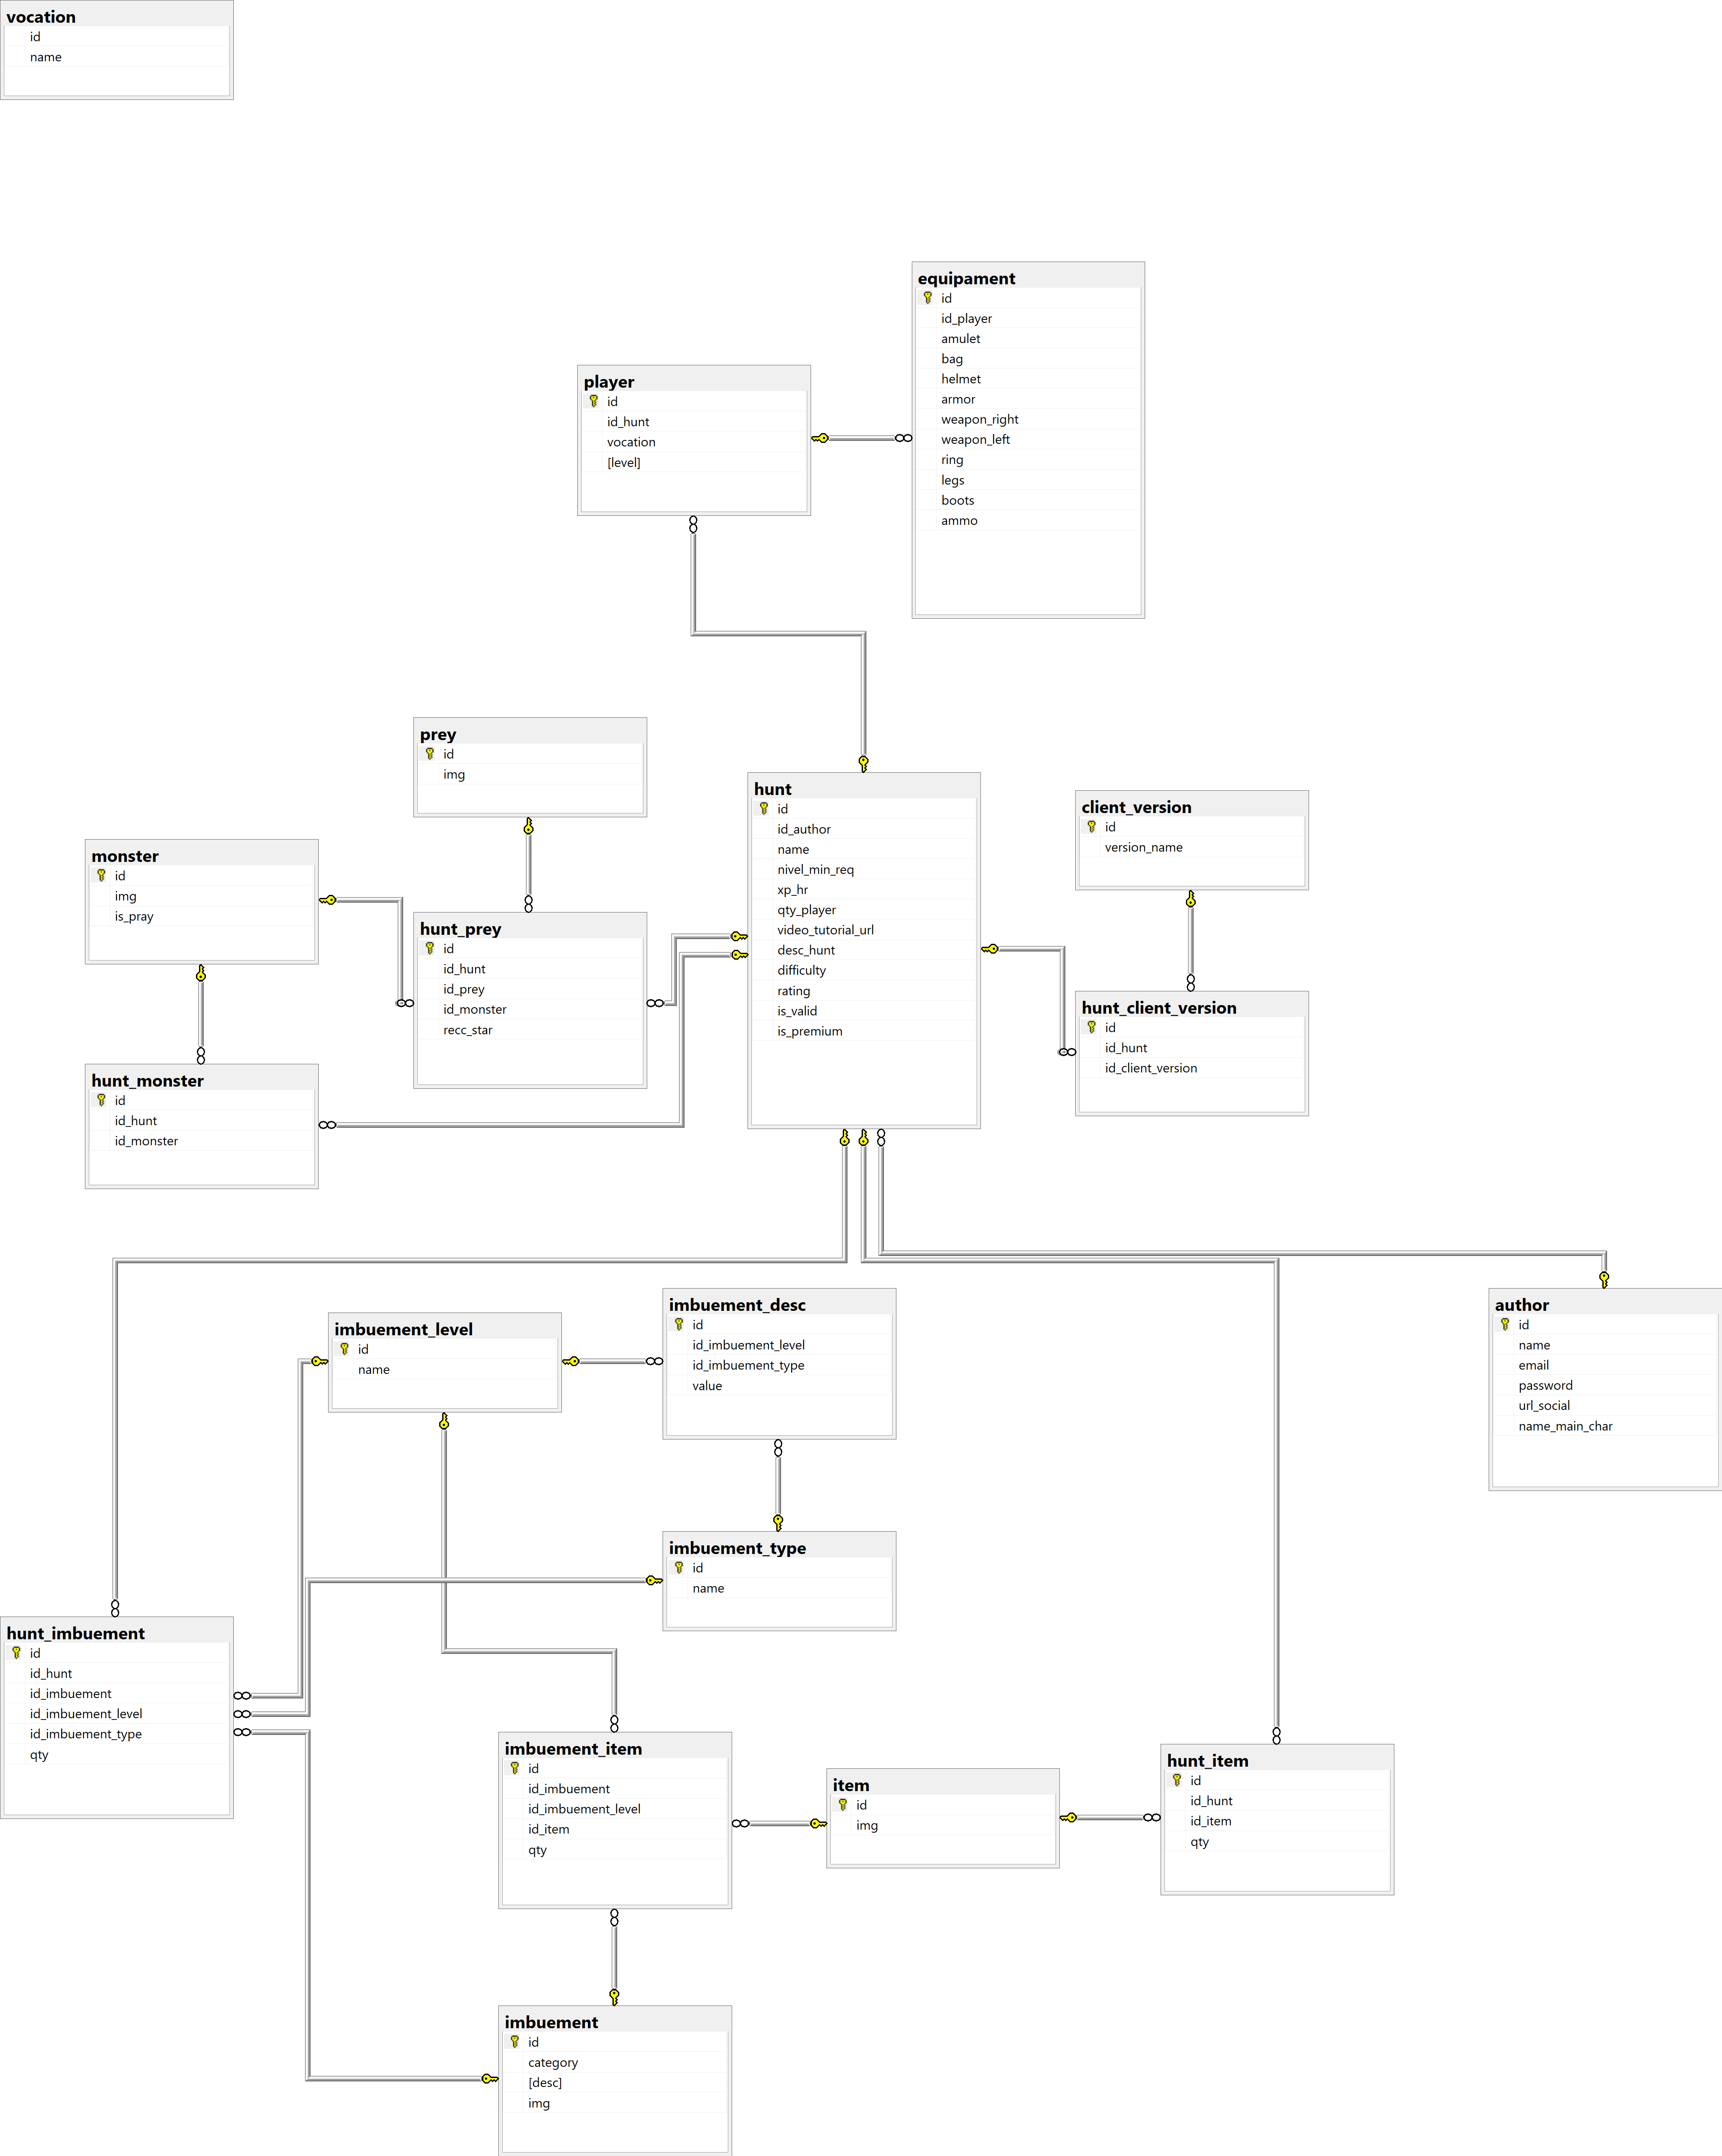 vocation
id
name
equipament
id
id_player
amulet
bag
helmet
armor
weapon_right
weapon_left
ring
legs
boots
ammo
player
id
id_hunt
vocation
[level]
prey
id
img
hunt
id
id_author
name
nivel_min_req
xp_hr
qty_player
video_tutorial_url
desc_hunt
difficulty
rating
is_valid
is_premium
client_version
id
version_name
monster
id
img
is_pray
hunt_prey
id
id_hunt
id_prey
id_monster
recc_star
hunt_client_version
id
id_hunt
id_client_version
hunt_monster
id
id_hunt
id_monster
imbuement_desc
id
id_imbuement_level
id_imbuement_type
value
author
id
name
email
password
url_social
name_main_char
imbuement_level
id
name
imbuement_type
id
name
hunt_imbuement
id
id_hunt
id_imbuement
id_imbuement_level
id_imbuement_type
qty
imbuement_item
id
id_imbuement
id_imbuement_level
id_item
qty
item
id
img
hunt_item
id
id_hunt
id_item
qty
imbuement
id
category
[desc]
img